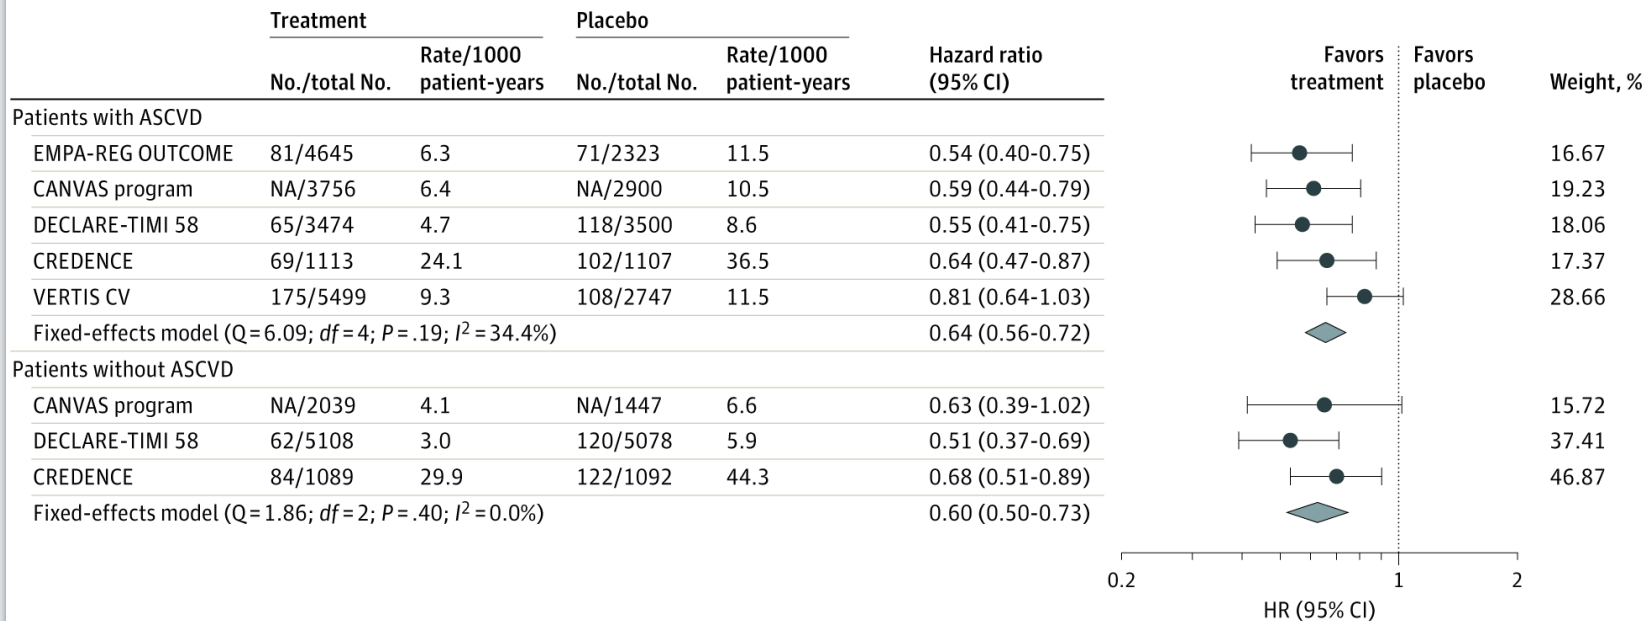 Treatment Placebo
Rate/1000 Rate/1000 Hazard ratio Favors Favors
No./total No. patient-years No./total No. patient-years (95% CI) treatment placebo Weight, %
Patients with ASCVD
EMPA-REG OUTCOME 81/4645 6.3 71/2323 11.5 0.54 (0.40-0.75) 16.67
CANVAS program NA/3756 6.4 NA/2900 10.5 0.59 (0.44-0.79) 19.23
DECLARE-TIMI 58 65/3474 4.7 118/3500 8.6 0.55 (0.41-0.75) 18.06
CREDENCE 69/1113 24.1 102/1107 36.5 0.64 (0.47-0.87) 17.37
VERTIS CV 175/5499 9.3 108/2747 11.5 0.81 (0.64-1.03) 28.66
Fixed-effects model (Q=6.09; df=4; P=.19; I²=34.4%) 0.64 (0.56-0.72)
Patients without ASCVD
CANVAS program NA/2039 4.1 NA/1447 6.6 0.63 (0.39-1.02) 15.72
DECLARE-TIMI 58 62/5108 3.0 120/5078 5.9 0.51 (0.37-0.69) 37.41
CREDENCE 84/1089 29.9 122/1092 44.3 0.68 (0.51-0.89) 46.87
Fixed-effects model (Q=1.86; df=2; P=.40; I²=0.0%) 0.60 (0.50-0.73)
0.2 1 2
HR (95% CI)